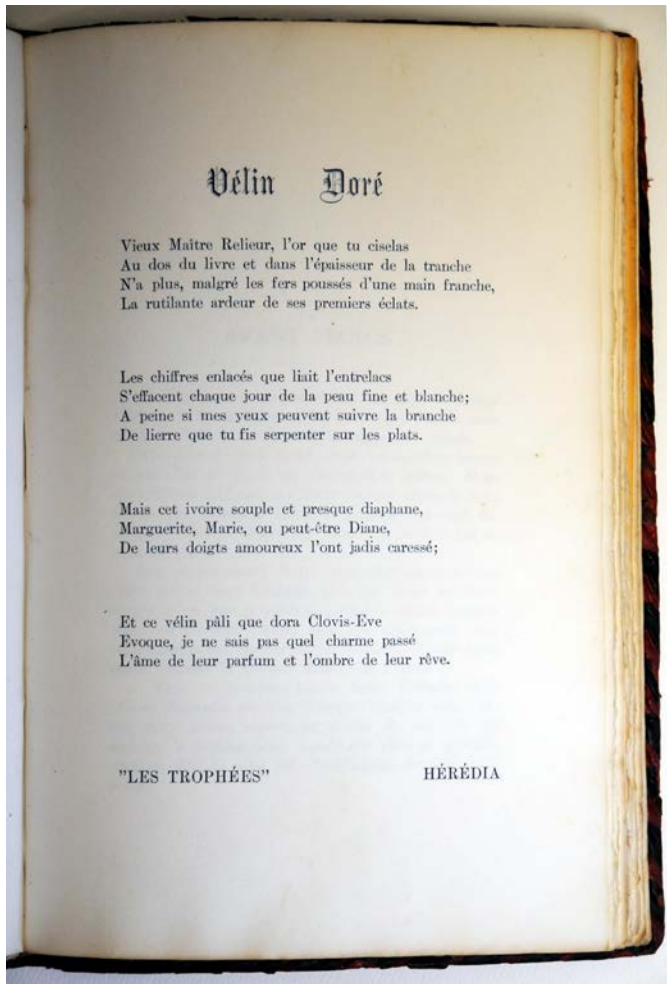 Vélin Doré
Vieux Maître Relieur, l'or que tu ciselas
Au dos du livre et dans l'épaisseur de la tranche
N'a plus, malgré les fers poussés d'une main franche,
La rutilante ardeur de ses premiers éclats.
Les chiffres enlacés que liait l'entrelacs
S'effacent chaque jour de la peau fine et blanche;
A peine si mes yeux peuvent suivre la branche
De lierre que tu fis serpenter sur les plats.
Mais cet ivoire souple et presque diaphane,
Marguerite, Marie, ou peut-être Diane,
De leurs doigts amoureux l'ont jadis caressé;
Et ce vélin pâli que dora Clovis-Eve
Evoque, je ne sais pas quel charme passé
L'âme de leur parfum et l'ombre de leur rêve.
"LES TROPHÉES" HÉRÉDIA